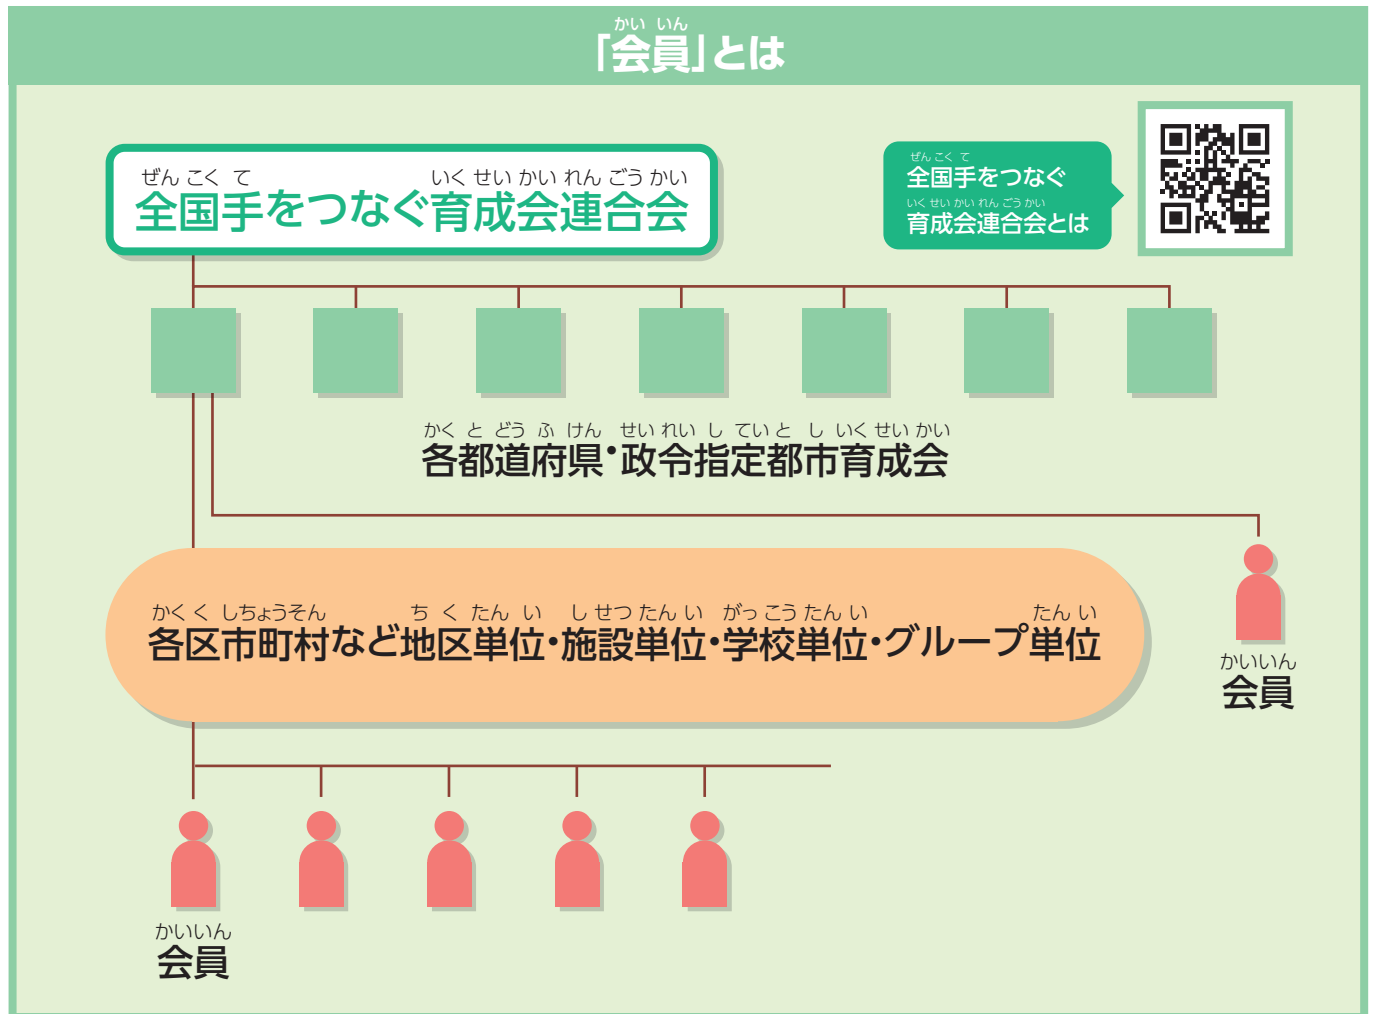 かいいん
「会員」とは
ぜんこくて いくせいかいれんごうかい
全国手をつなぐ育成会連合会
ぜんこくて
全国手をつなぐ
いくせいかいれんごうかい
育成会連合会とは
かくとどうふけん せいれいしていとしいくせいかい
各都道府県・政令指定都市育成会
かくくしちょうそん ちくたんい しせつたんい がっこうたんい たんい
各区市町村など地区単位・施設単位・学校単位・グループ単位
かいいん
会員
かいいん
会員